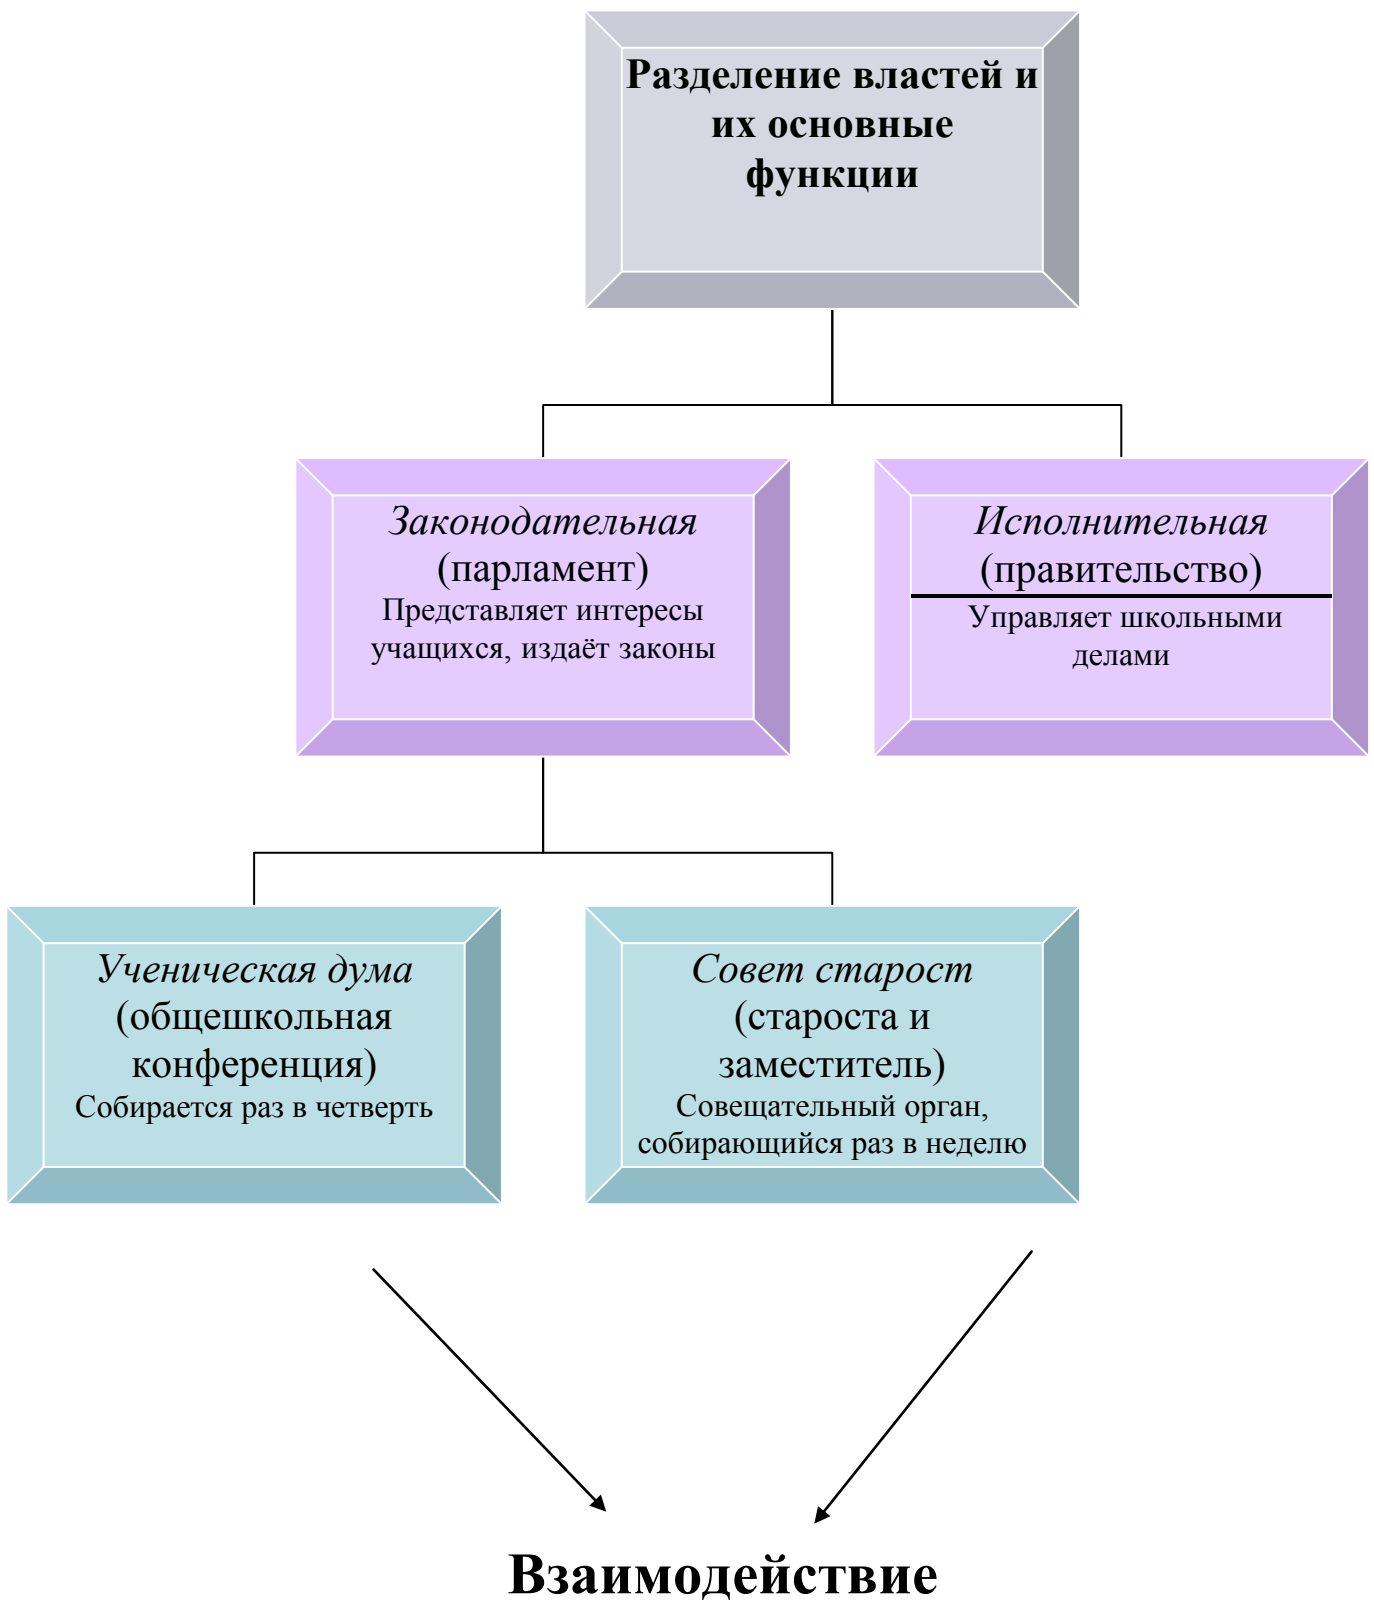 Разделение властей и
их основные
функции
Законодательная
(парламент)
Представляет интересы
учащихся, издаёт законы
Исполнительная
(правительство)
Управляет школьными
делами
Ученическая дума
(общешкольная
конференция)
Собирается раз в четверть
Совет старост
(староста и
заместитель)
Совещательный орган,
собирающийся раз в неделю
Взаимодействие